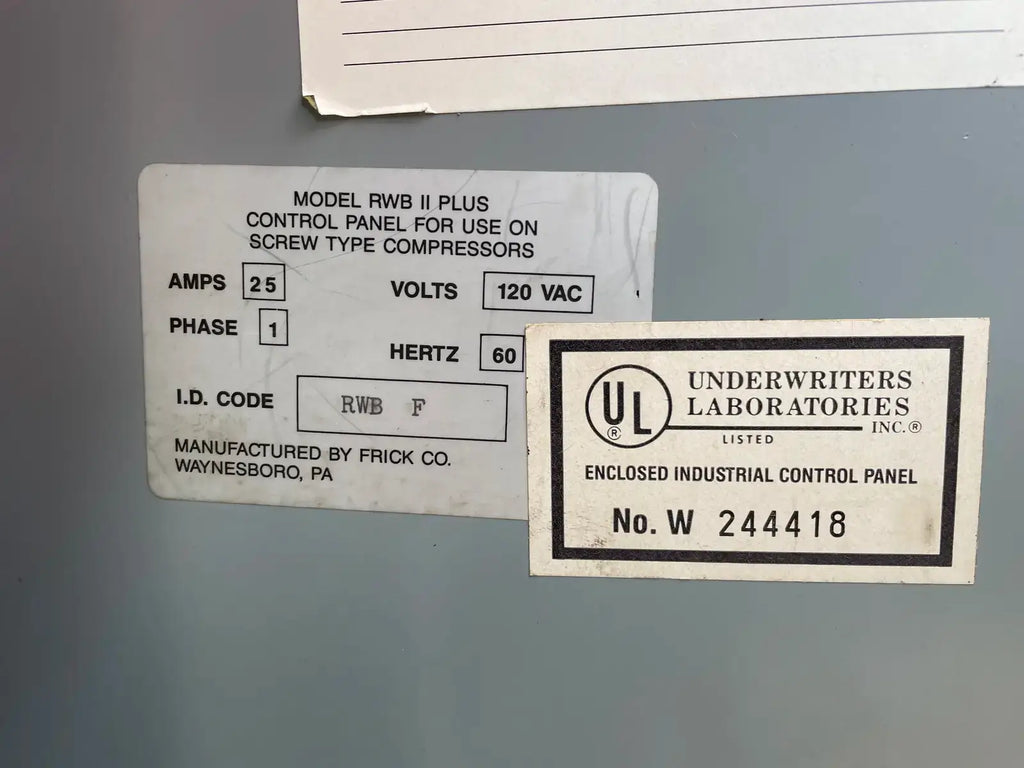 MODEL RWB II PLUS
CONTROL PANEL FOR USE ON
SCREW TYPE COMPRESSORS
AMPS 25 VOLTS 120 VAC
PHASE 1
HERTZ 60
I.D. CODE RWB F
MANUFACTURED BY FRICK CO.
WAYNESBORO, PA
UL® UNDERWRITERS
LABORATORIES
INC.®
LISTED
ENCLOSED INDUSTRIAL CONTROL PANEL
No. W 244418